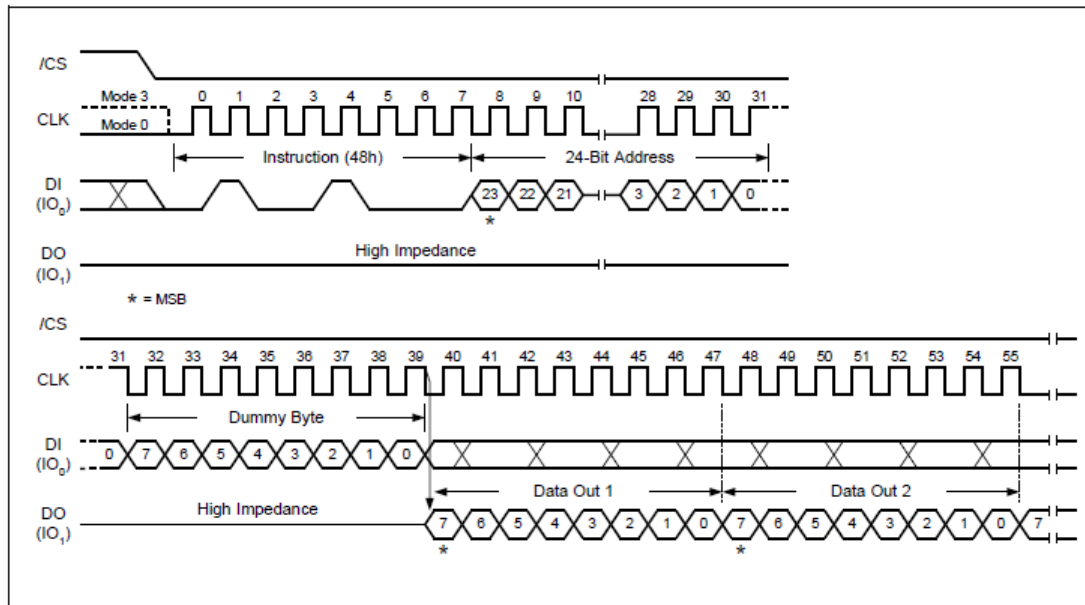 /CS
Mode 3 0 1 2 3 4 5 6 7 8 9 10 28 29 30 31
CLK
Mode 0
Instruction (48h) 24-Bit Address
DI
(IO0)
23 22 21 3 2 1 0
*
High Impedance
DO
(IO1)
* = MSB
/CS
31 32 33 34 35 36 37 38 39 40 41 42 43 44 45 46 47 48 49 50 51 52 53 54 55
CLK
Dummy Byte
DI
(IO0)
0 7 6 5 4 3 2 1 0
Data Out 1 Data Out 2
High Impedance
DO
(IO1)
7 6 5 4 3 2 1 0 7 6 5 4 3 2 1 0 7
* *